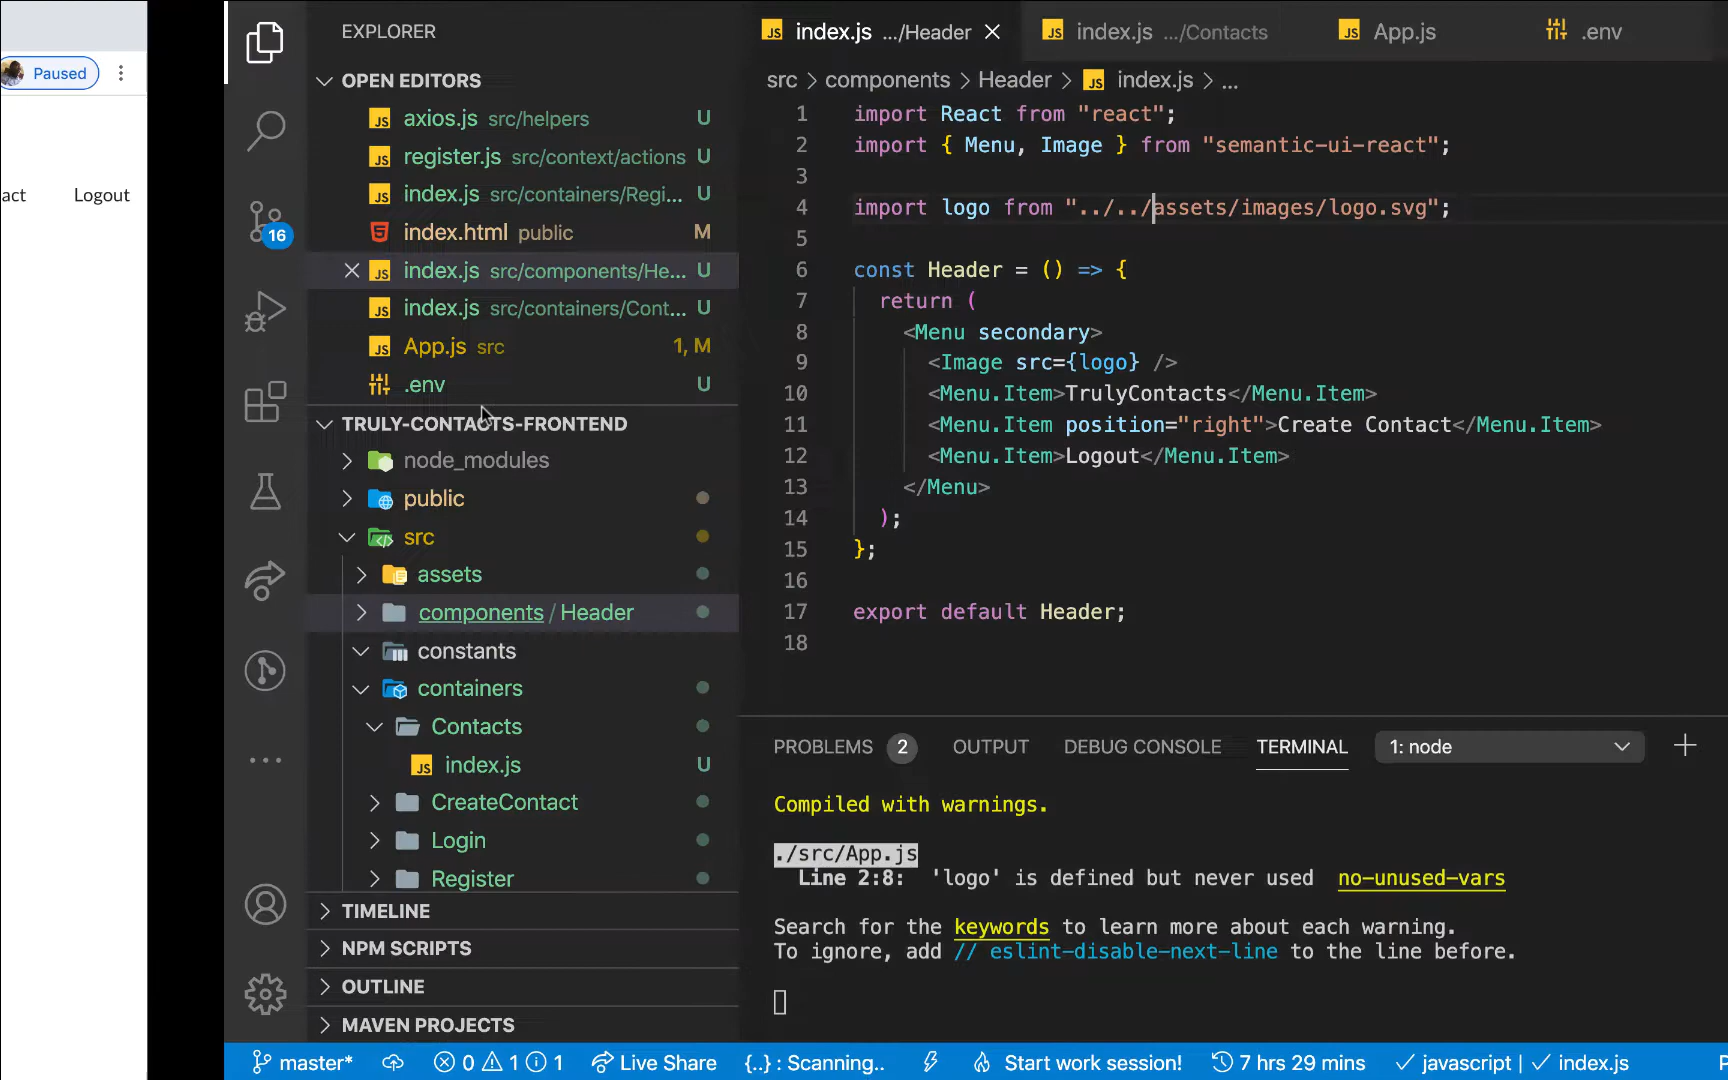 Paused
act Logout
EXPLORER
OPEN EDITORS
axios.js src/helpers U
register.js src/context/actions U
index.js src/containers/Regi... U
index.html public M
index.js src/components/He... U
index.js src/containers/Cont... U
App.js src 1, M
.env U
TRULY-CONTACTS-FRONTEND
node_modules
public
src
assets
components / Header
constants
containers
Contacts
index.js U
CreateContact
Login
Register
TIMELINE
NPM SCRIPTS
OUTLINE
MAVEN PROJECTS
16
index.js .../Header index.js .../Contacts App.js .env
src > components > Header > index.js > ...
1 import React from "react";
2 import { Menu, Image } from "semantic-ui-react";
3
4 import logo from "../../assets/images/logo.svg";
5
6 const Header = () => {
7 return (
8 <Menu secondary>
9 <Image src={logo} />
10 <Menu.Item>TrulyContacts</Menu.Item>
11 <Menu.Item position="right">Create Contact</Menu.Item>
12 <Menu.Item>Logout</Menu.Item>
13 </Menu>
14 );
15 };
16
17 export default Header;
18
PROBLEMS 2 OUTPUT DEBUG CONSOLE TERMINAL 1: node
Compiled with warnings.
./src/App.js
Line 2:8: 'logo' is defined but never used no-unused-vars
Search for the keywords to learn more about each warning.
To ignore, add // eslint-disable-next-line to the line before.
master* 0 1 1 Live Share {..} : Scanning.. Start work session! 7 hrs 29 mins javascript | index.js P